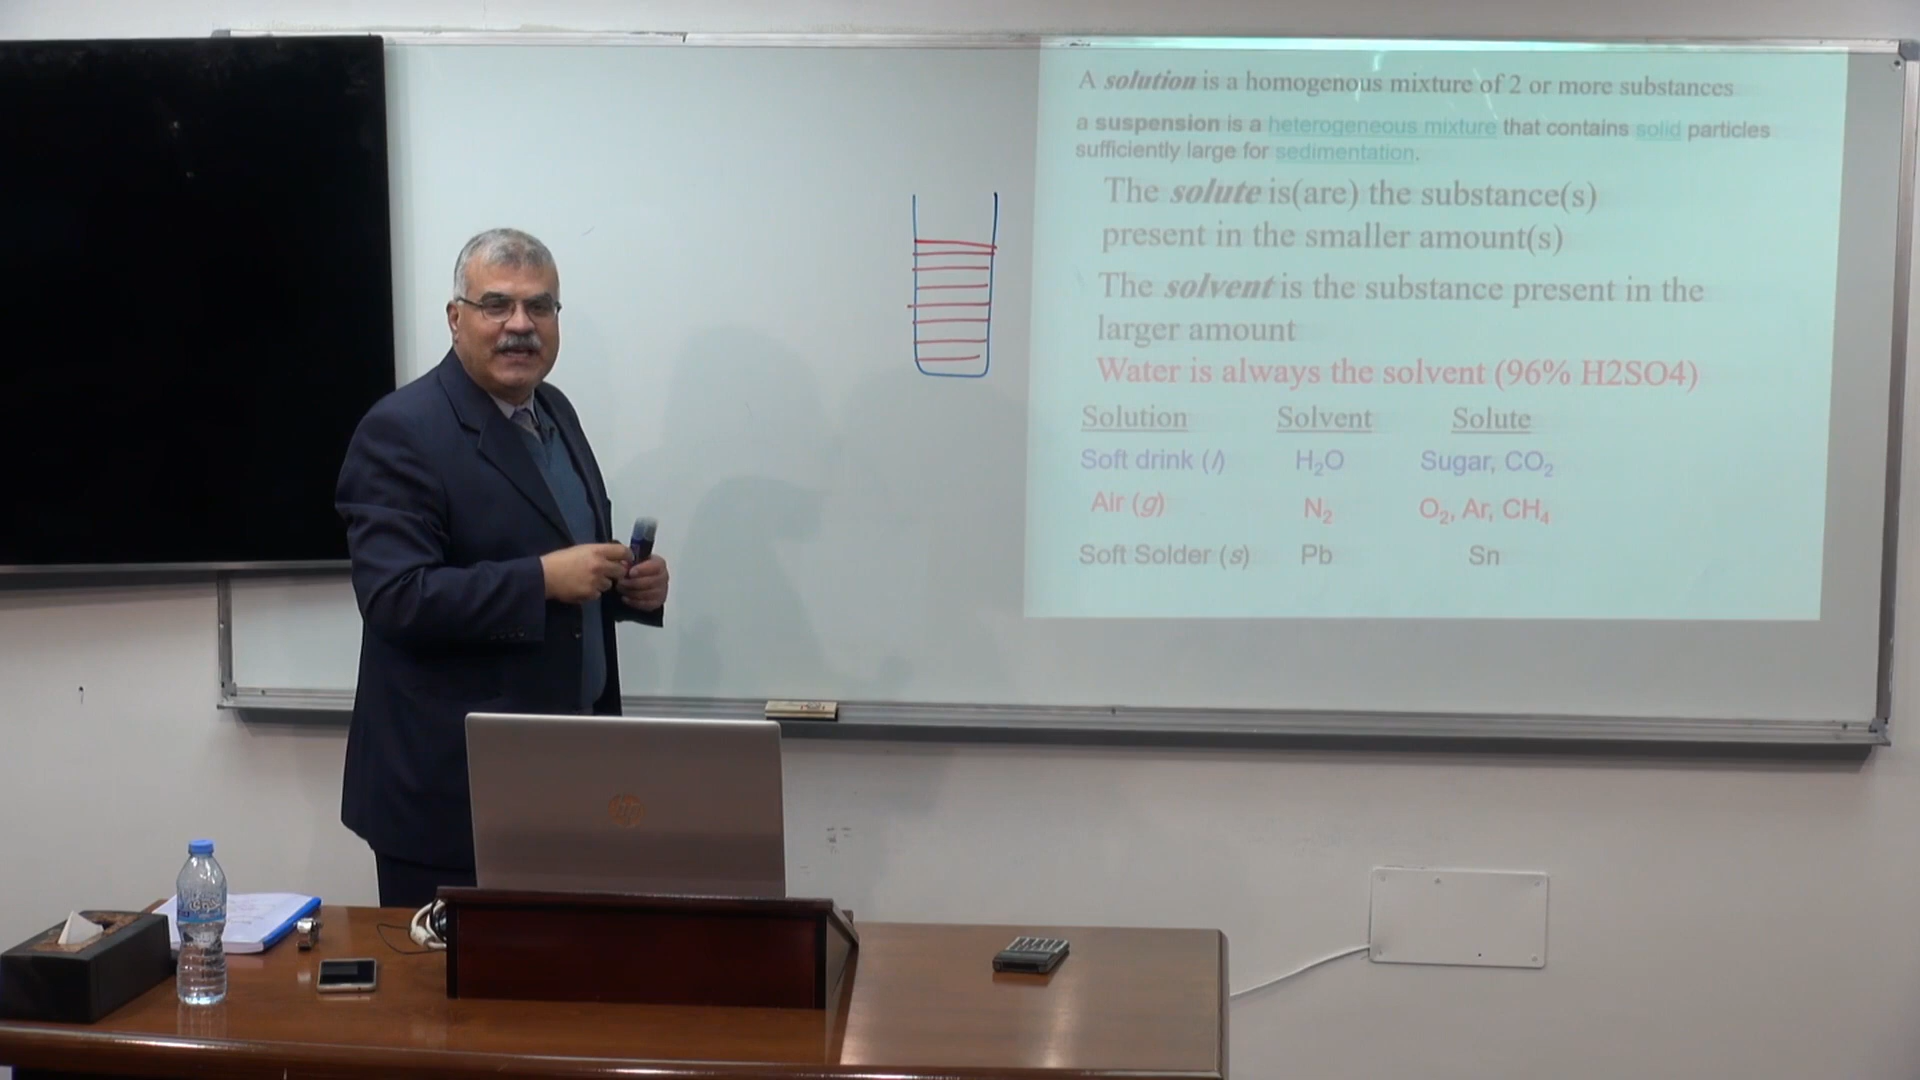 A solution is a homogenous mixture of 2 or more substances
a suspension is a heterogeneous mixture that contains solid particles
sufficiently large for sedimentation.
The solute is(are) the substance(s)
present in the smaller amount(s)
The solvent is the substance present in the
larger amount
Water is always the solvent (96% H2SO4)
Solution Solvent Solute
Soft drink (l) H₂O Sugar, CO₂
Air (g) N₂ O₂, Ar, CH₄
Soft Solder (s) Pb Sn
hp